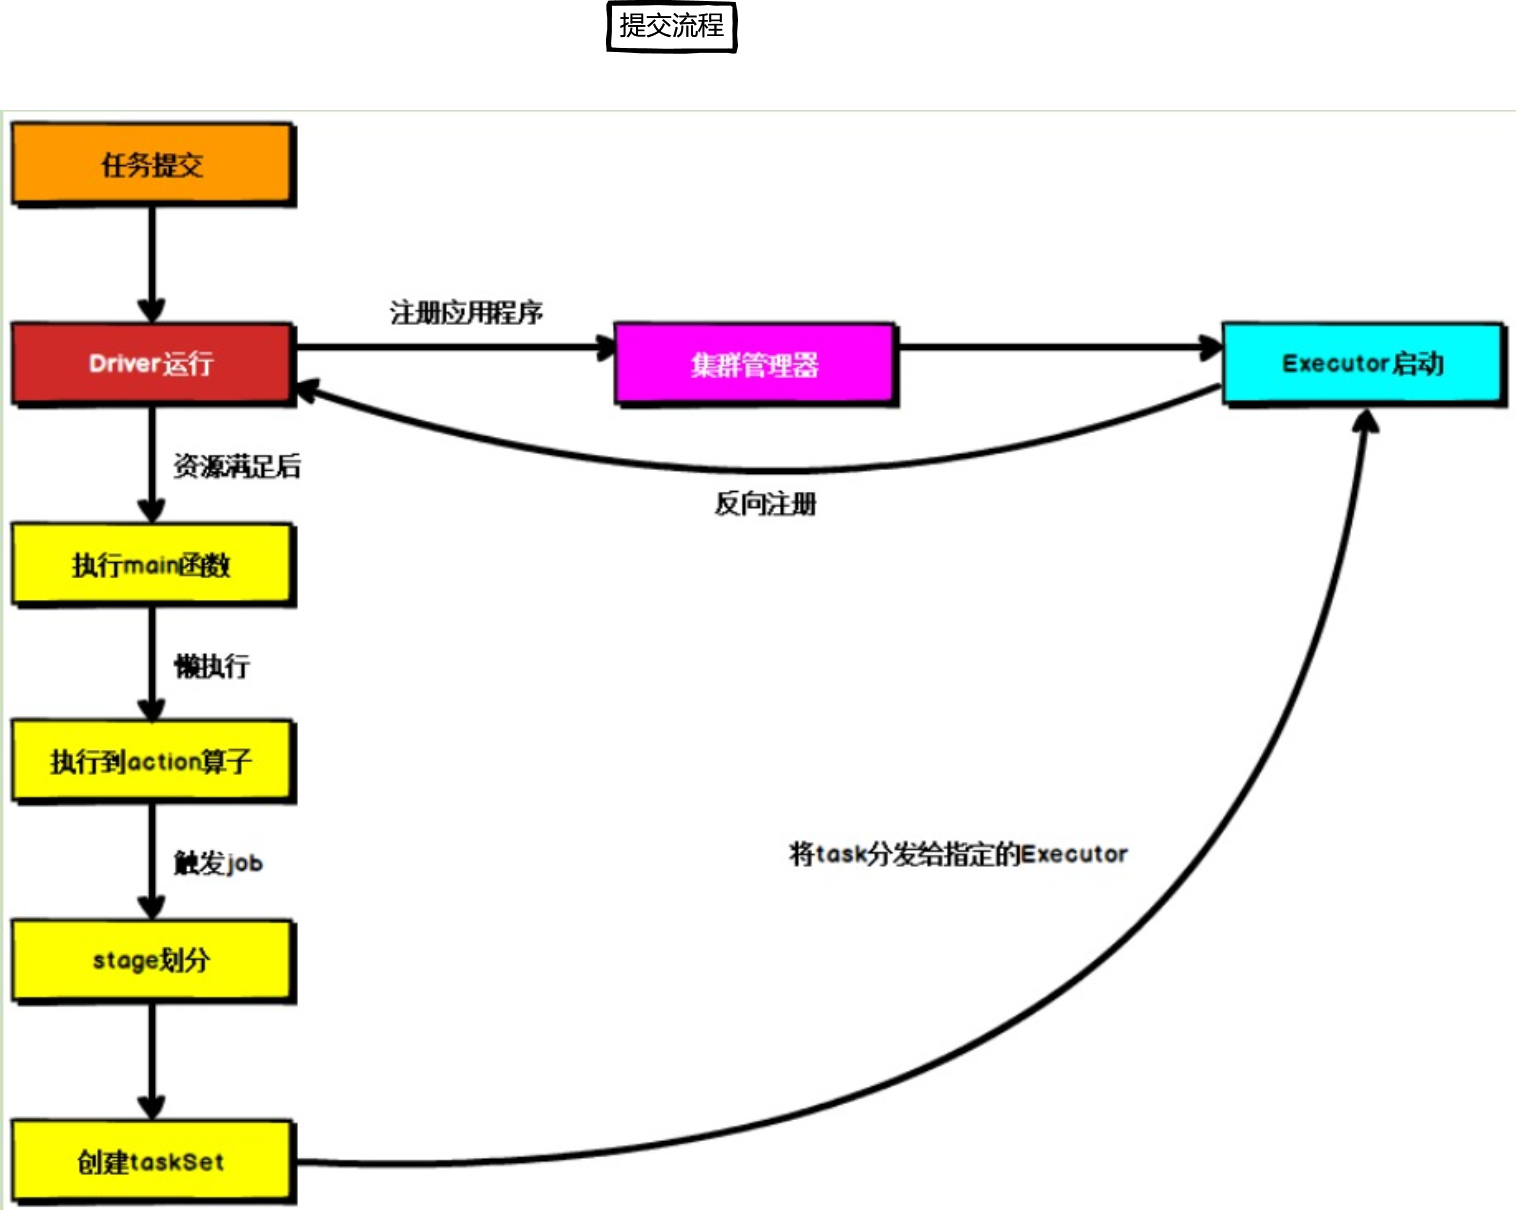 提交流程
任务提交
注册应用程序
Driver运行
集群管理器
Executor启动
资源满足后
反向注册
执行main函数
懒执行
执行到action算子
将task分发给指定的Executor
触发job
stage划分
创建taskSet